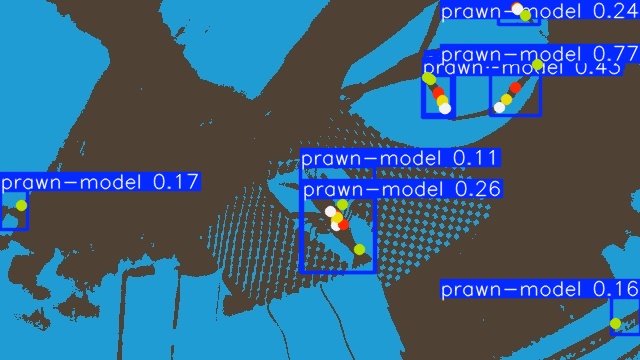 prawn-model 0.24
prawn-model 0.77
prawn-model 0.43
prawn-model 0.11
prawn-model 0.17
prawn-model 0.26
prawn-model 0.16